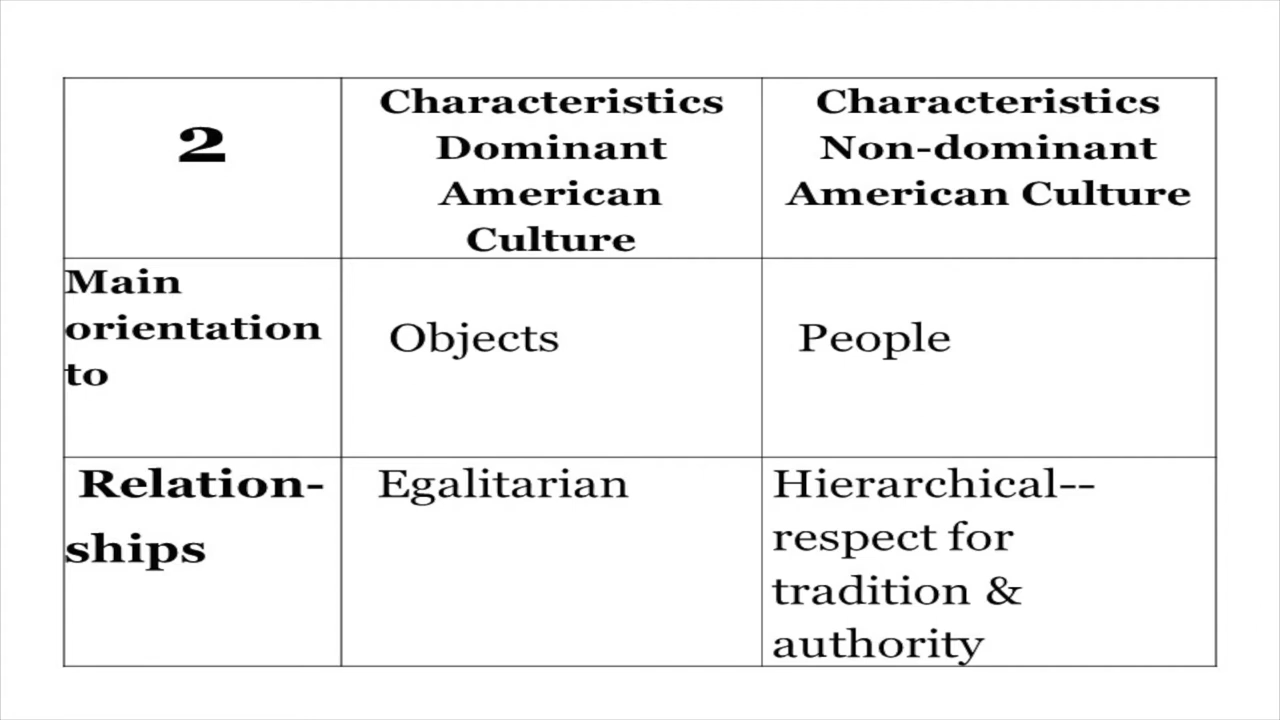 2
Characteristics
Dominant
American
Culture
Characteristics
Non-dominant
American Culture
Main
orientation
to
Objects
People
Relation-
ships
Egalitarian
Hierarchical--
respect for
tradition &
authority